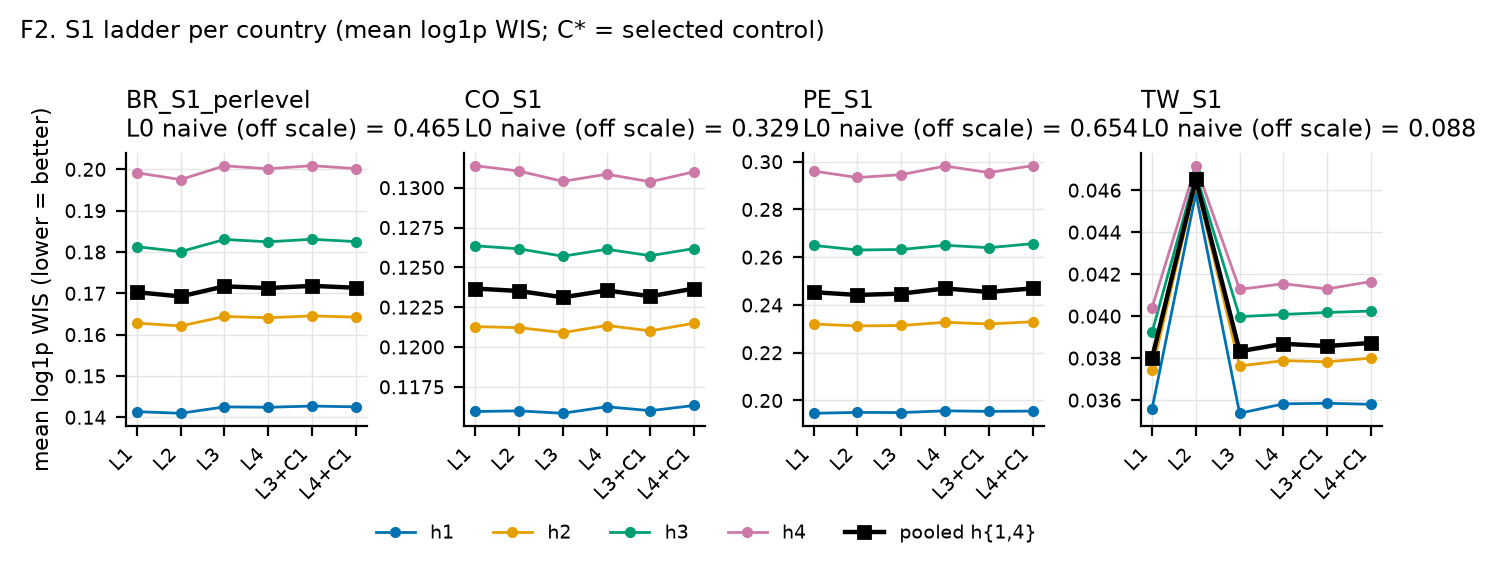 F2. S1 ladder per country (mean log1p WIS; C* = selected control)
mean log1p WIS (lower = better)
BR_S1_perlevel
L0 naive (off scale) = 0.465
0.20
0.19
0.18
0.17
0.16
0.15
0.14
L1
L2
L3
L4
L3+C1
L4+C1
CO_S1
L0 naive (off scale) = 0.329
0.1300
0.1275
0.1250
0.1225
0.1200
0.1175
L1
L2
L3
L4
L3+C1
L4+C1
PE_S1
L0 naive (off scale) = 0.654
0.30
0.28
0.26
0.24
0.22
0.20
L1
L2
L3
L4
L3+C1
L4+C1
TW_S1
L0 naive (off scale) = 0.088
0.046
0.044
0.042
0.040
0.038
0.036
L1
L2
L3
L4
L3+C1
L4+C1
h1
h2
h3
h4
pooled h{1,4}